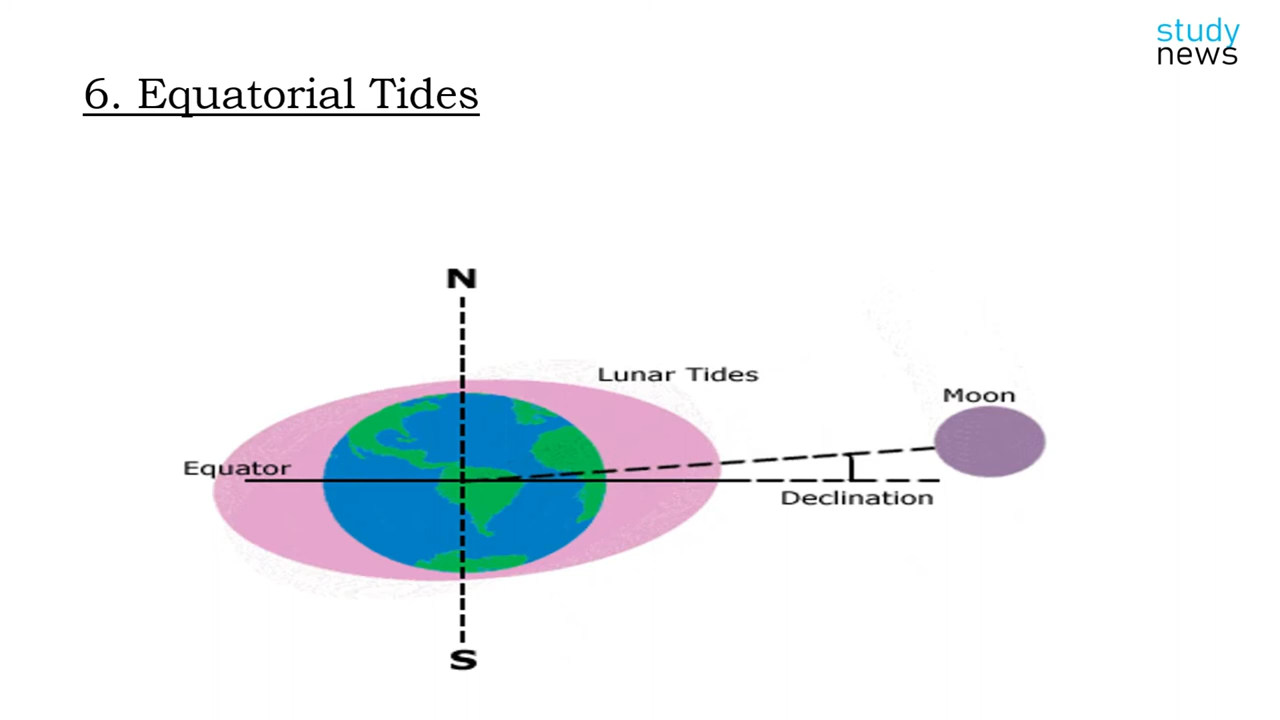 study
news
6. Equatorial Tides
N
Lunar Tides
Moon
Equator
Declination
S